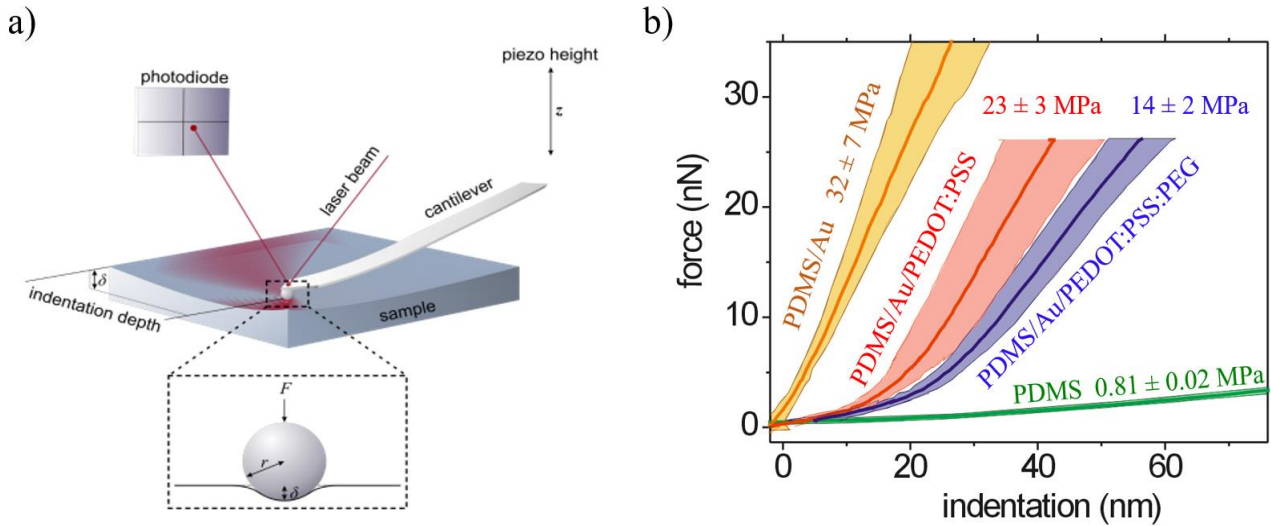 a)
piezo height
photodiode
z
laser beam
cantilever
δ
indentation depth
sample
F
r
δ
b)
force (nN)
30
20
10
0
PDMS/Au 32 ± 7 MPa
23 ± 3 MPa
PDMS/Au/PEDOT:PSS
14 ± 2 MPa
PDMS/Au/PEDOT:PSS:PEG
PDMS 0.81 ± 0.02 MPa
0 20 40 60
indentation (nm)